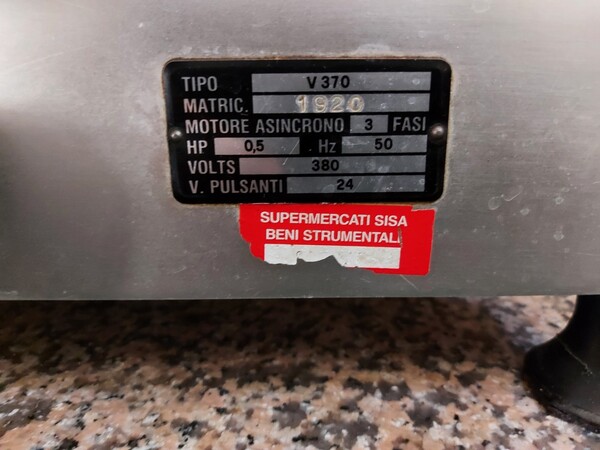 TIPO V 370
MATRIC. 1920
MOTORE ASINCRONO 3 FASI
HP 0,5 Hz 50
VOLTS 380
V. PULSANTI 24
SUPERMERCATI SISA
BENI STRUMENTALI